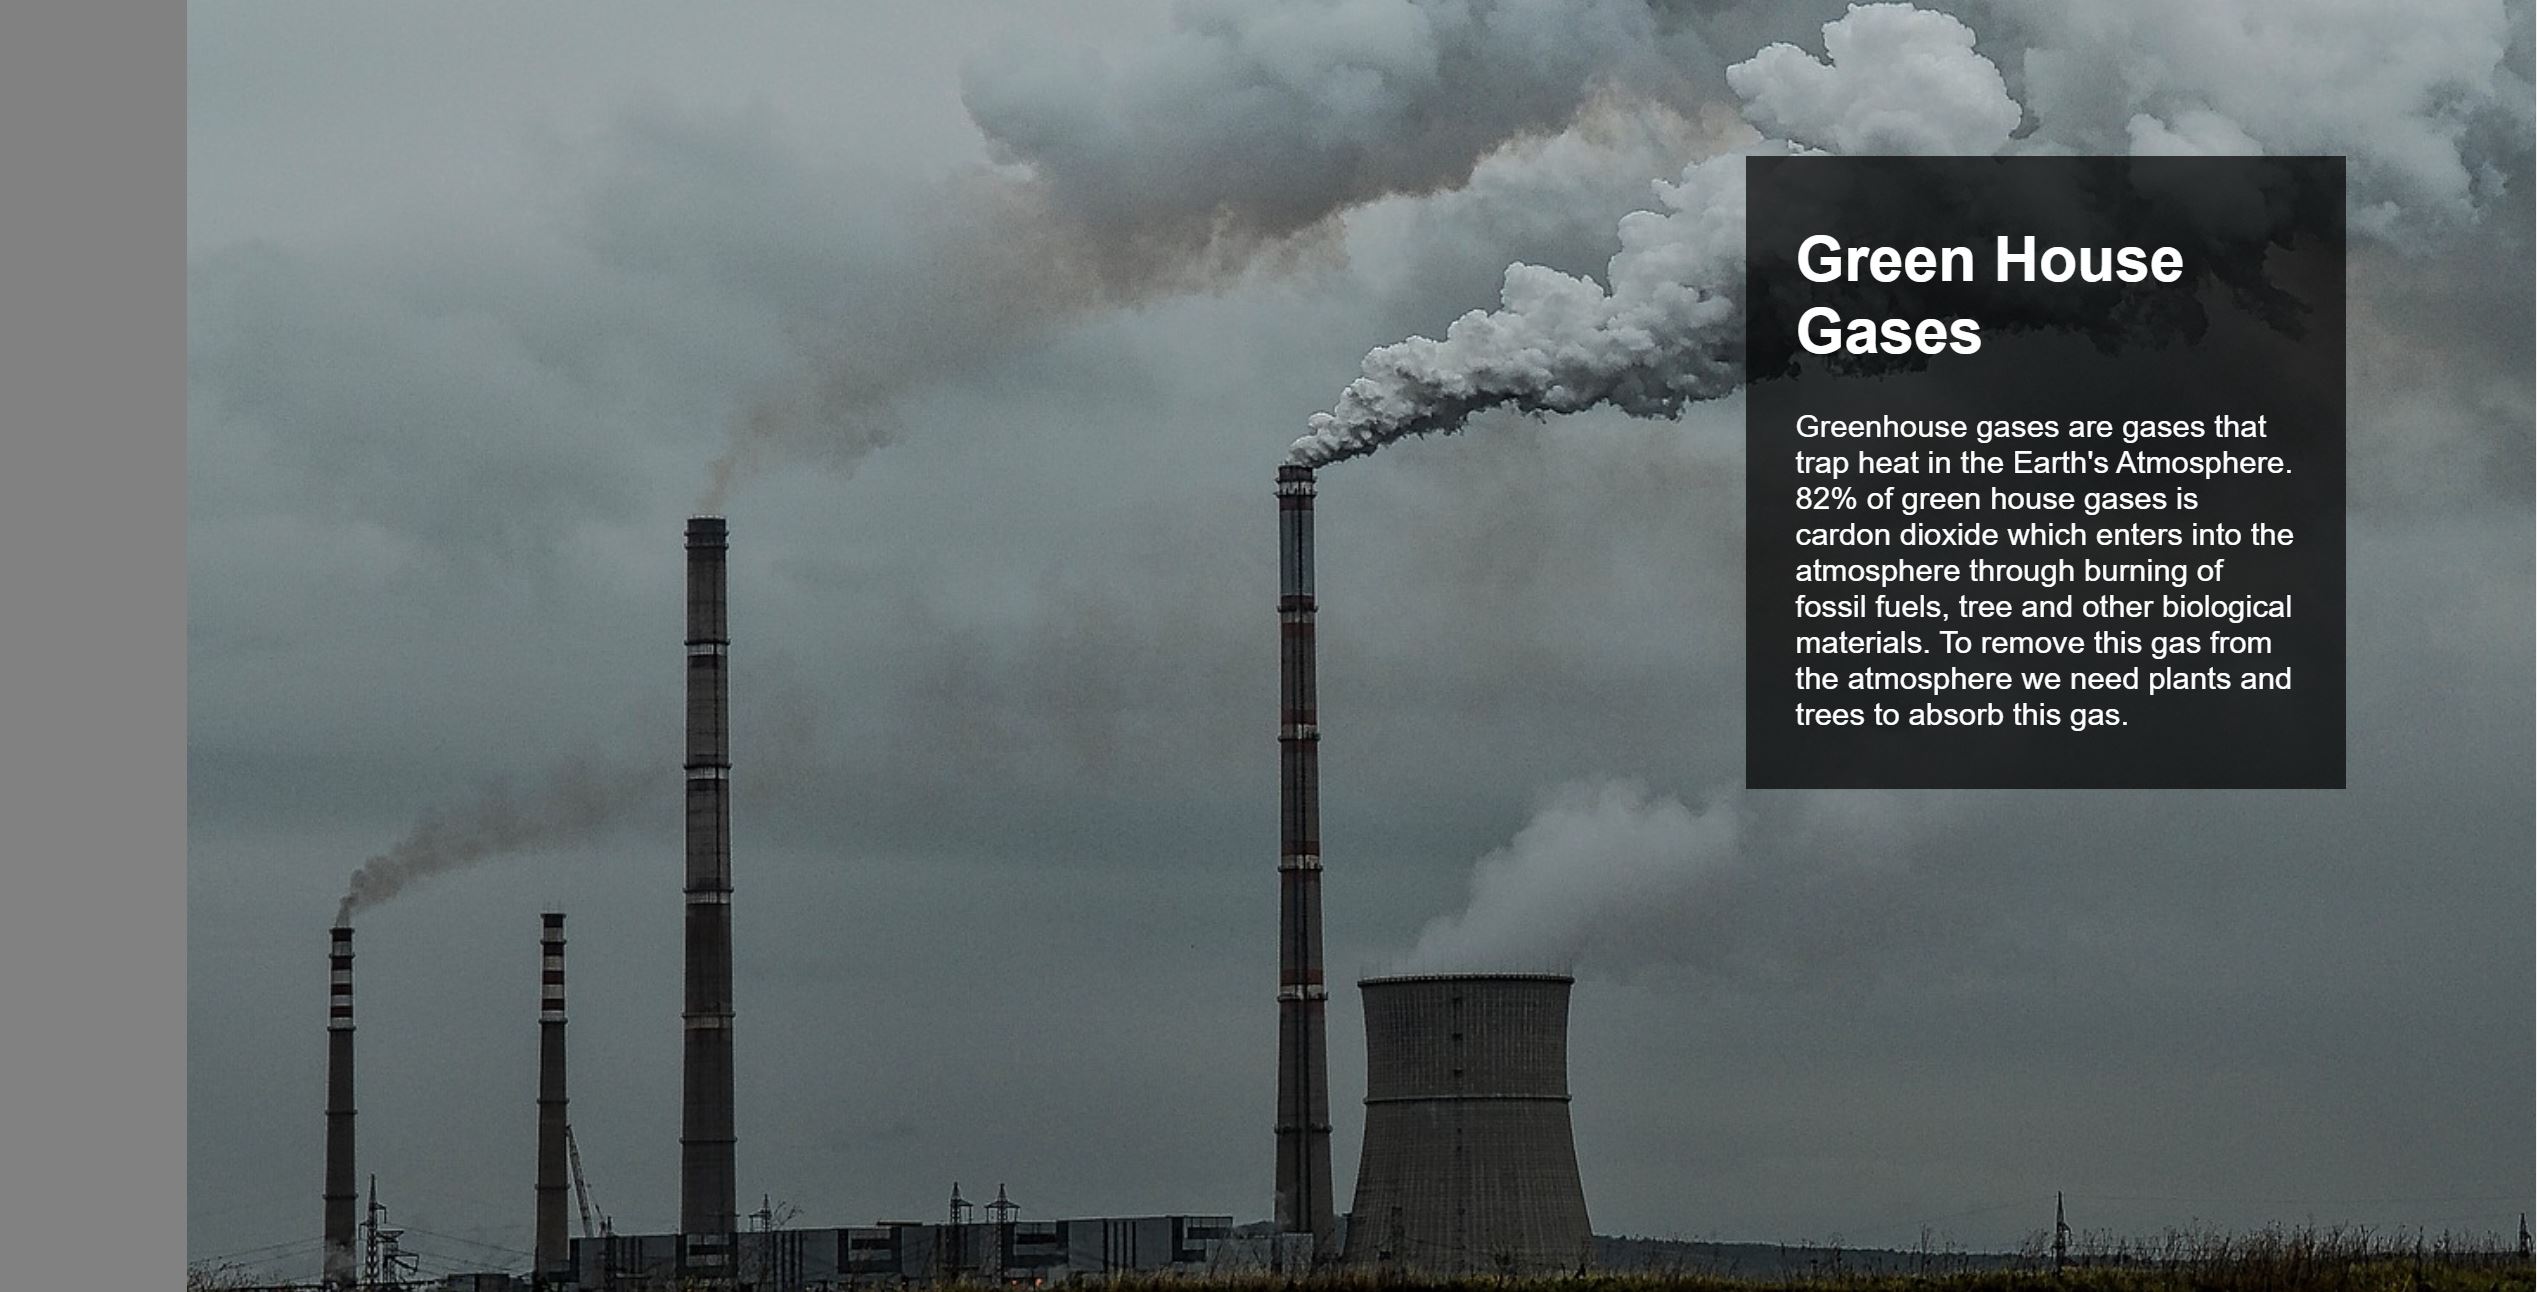 Green House
Gases
Greenhouse gases are gases that
trap heat in the Earth's Atmosphere.
82% of green house gases is
cardon dioxide which enters into the
atmosphere through burning of
fossil fuels, tree and other biological
materials. To remove this gas from
the atmosphere we need plants and
trees to absorb this gas.